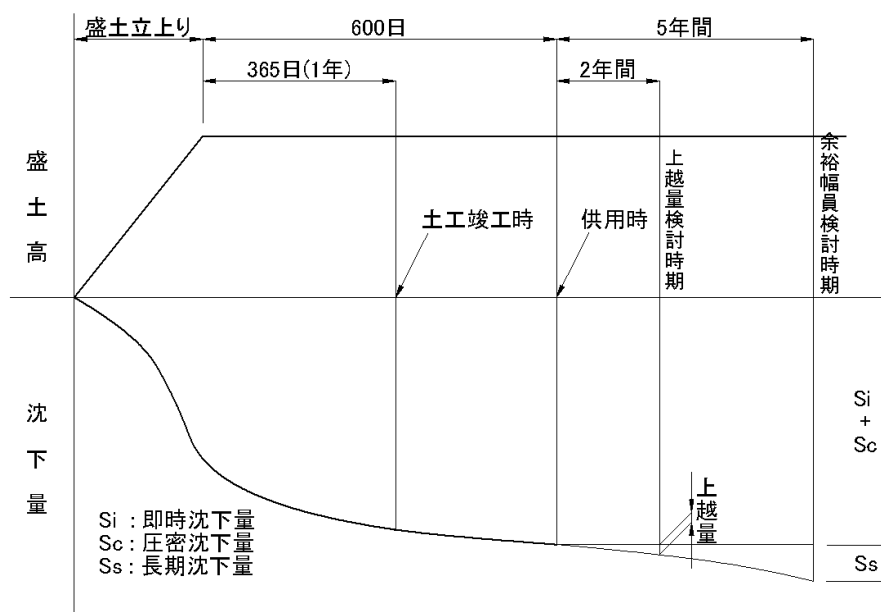 盛土立上り
600日
5年間
365日(1年)
2年間
盛土高
土工竣工時
供用時
上越量検討時期
余裕幅員検討時期
沈下量
Si
+
Sc
上越量
Si : 即時沈下量
Sc : 圧密沈下量
Ss : 長期沈下量
Ss